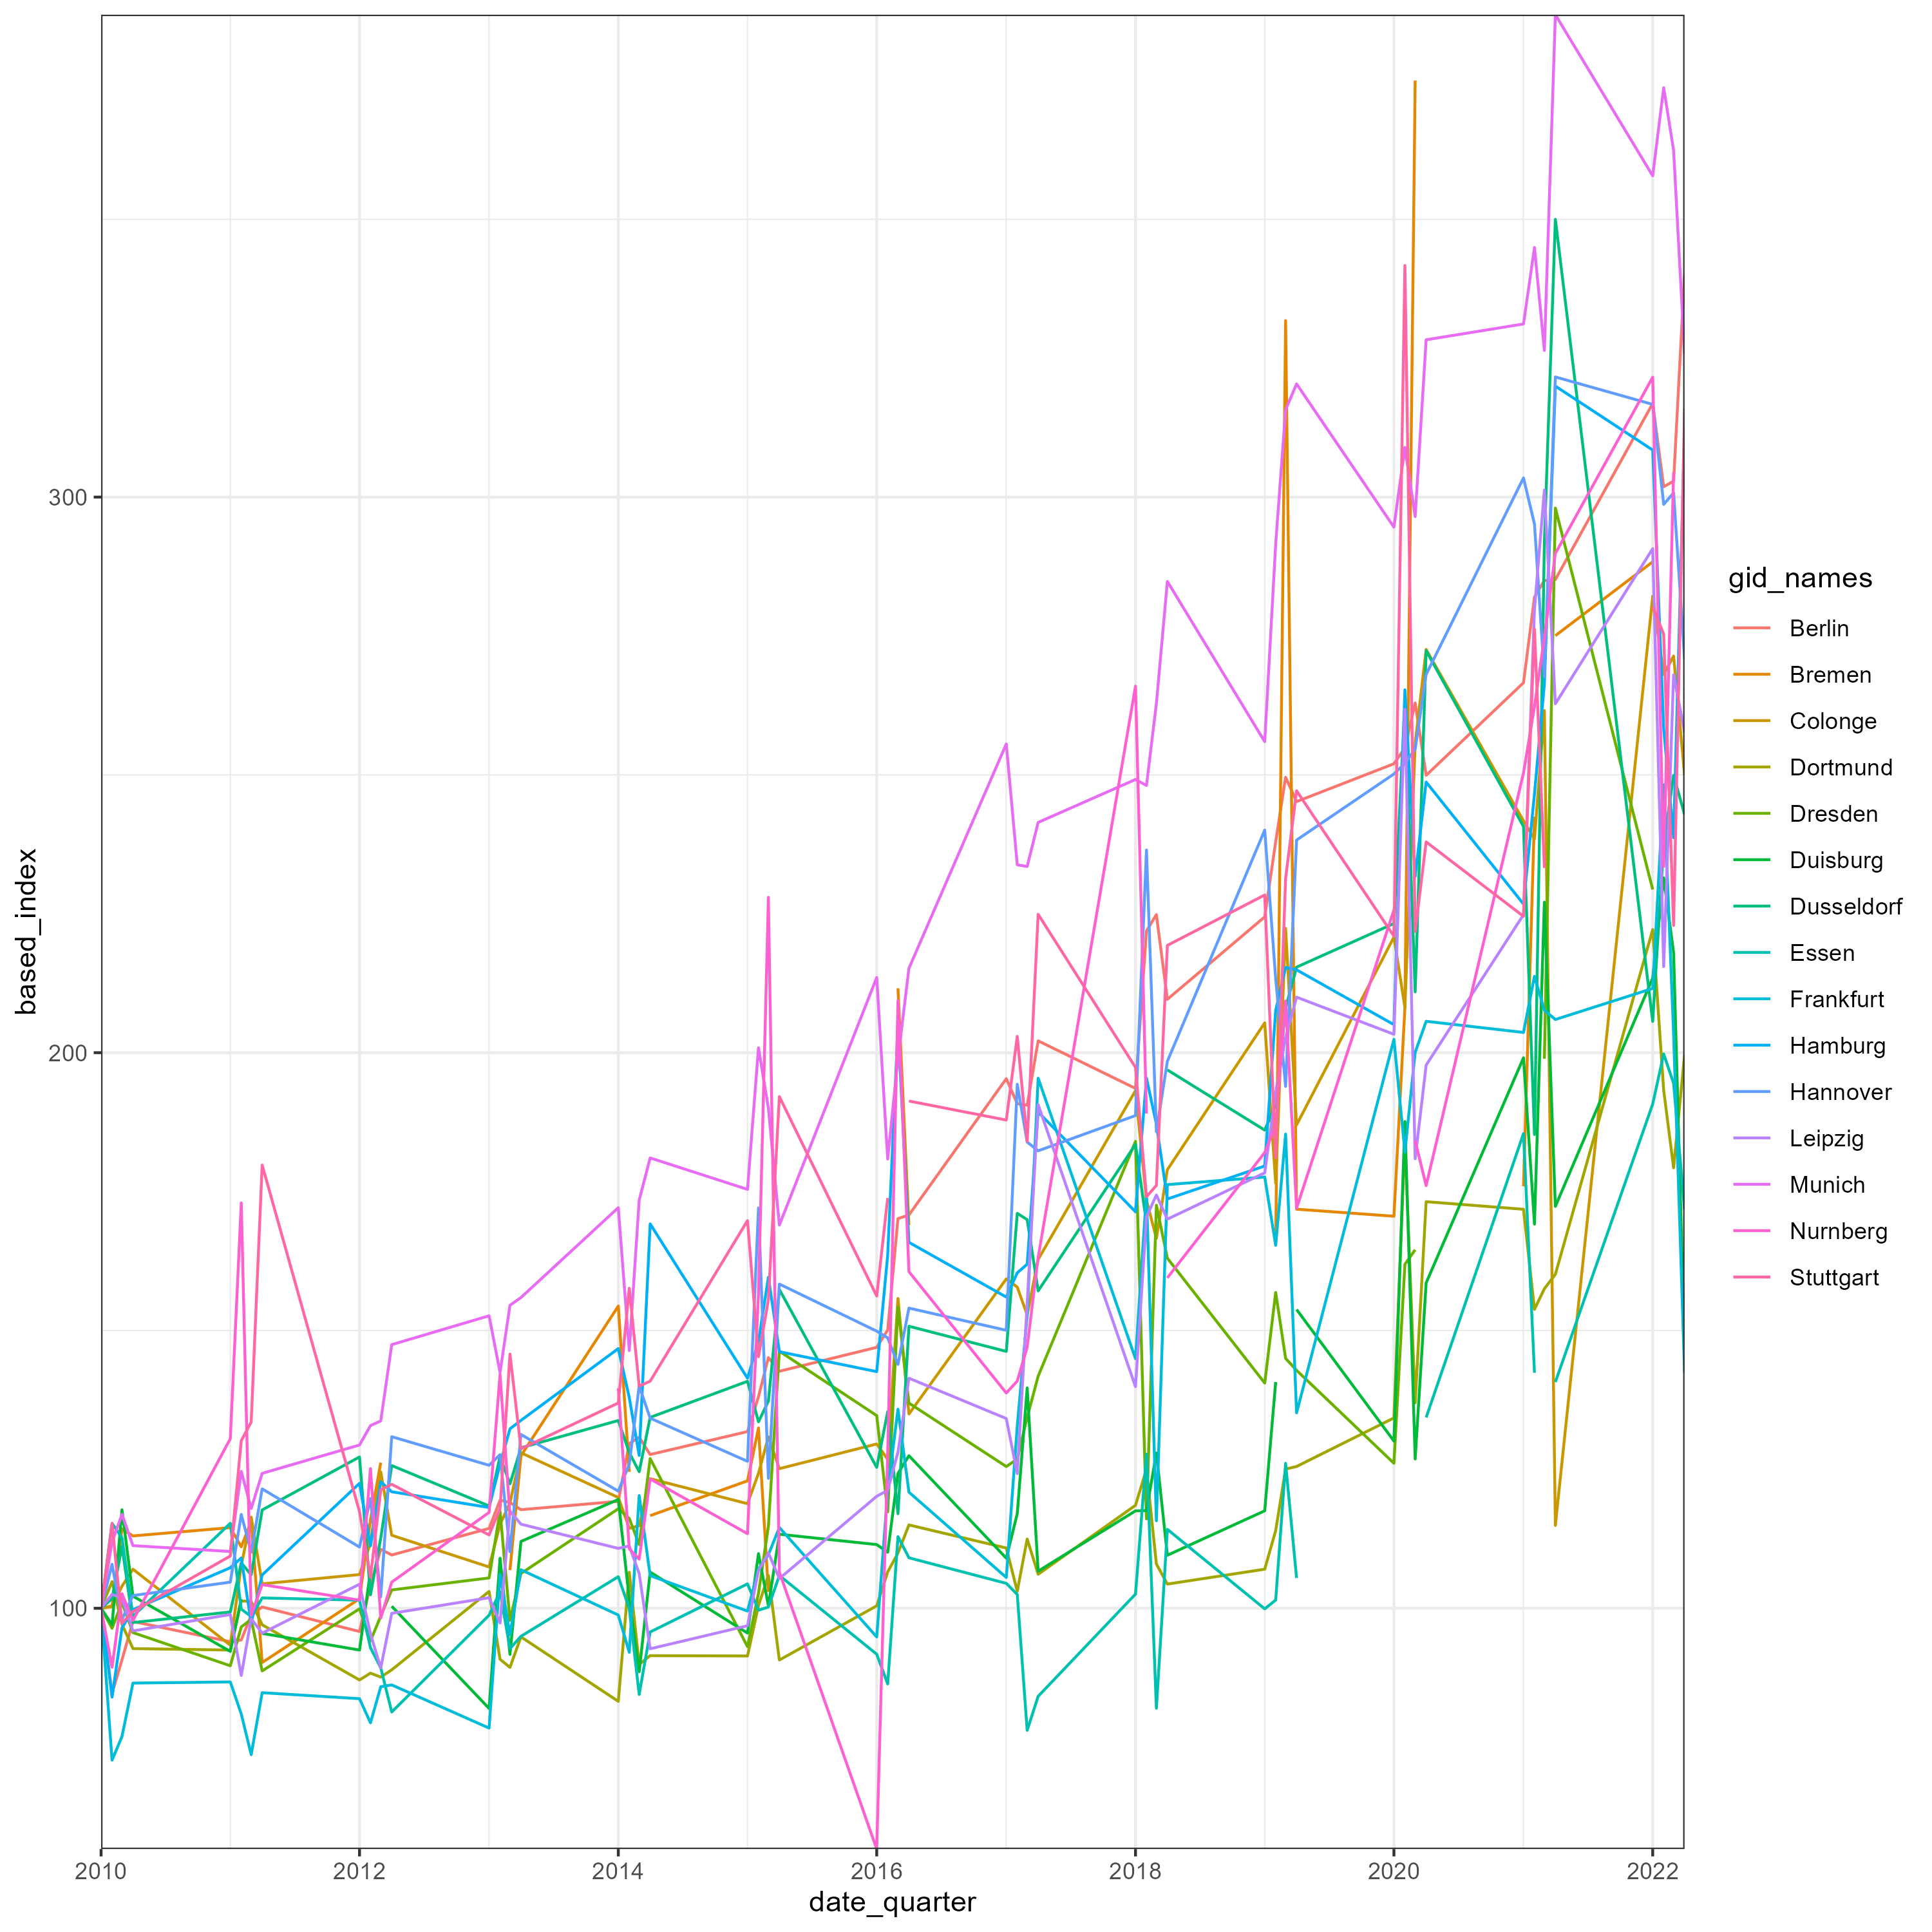 based_index
300
200
100
2010 2012 2014 2016 2018 2020 2022
date_quarter
gid_names
Berlin
Bremen
Colonge
Dortmund
Dresden
Duisburg
Dusseldorf
Essen
Frankfurt
Hamburg
Hannover
Leipzig
Munich
Nurnberg
Stuttgart